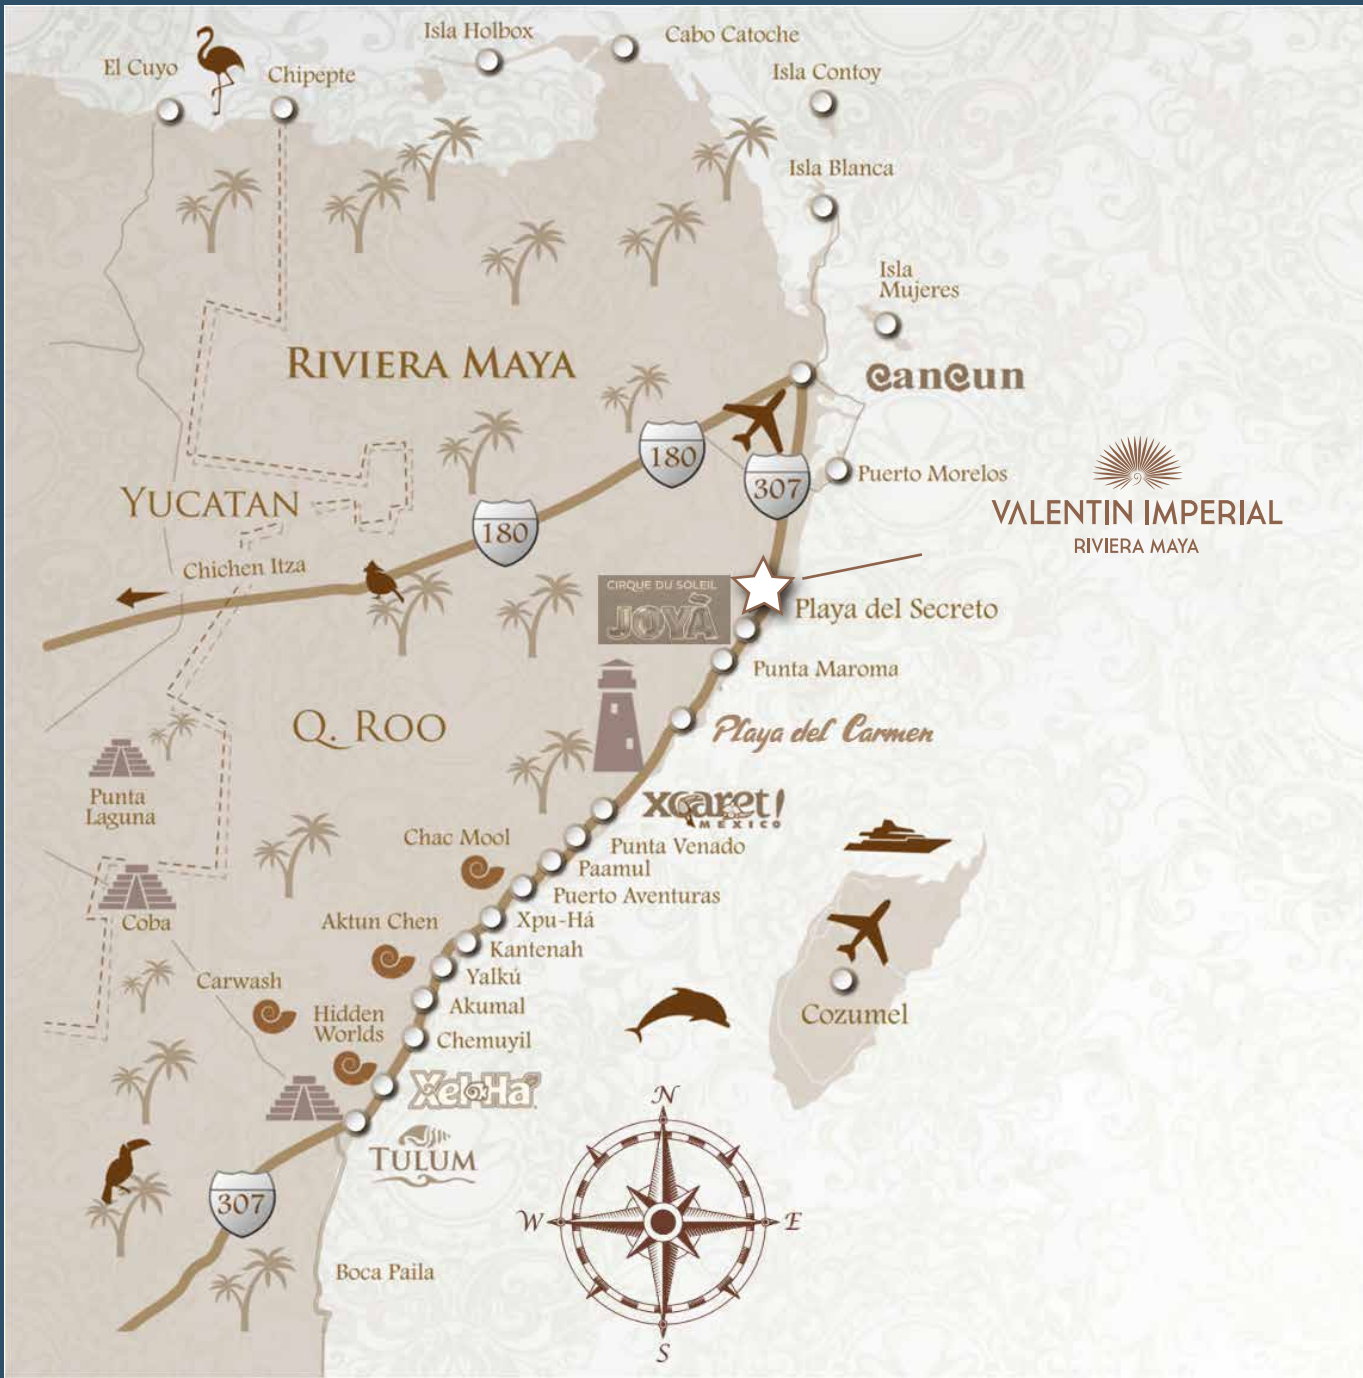 Isla Holbox
Cabo Catoche
El Cuyo
Chipepte
Isla Contoy
Isla Blanca
Isla
Mujeres
RIVIERA MAYA
CanCun
180
307
Puerto Morelos
VALENTIN IMPERIAL
RIVIERA MAYA
YUCATAN
180
Chichen Itza
CIRQUE DU SOLEIL
JOYÀ
Playa del Secreto
Punta Maroma
Q. ROO
Playa del Carmen
Punta
Laguna
xcaret!
MEXICO
Chac Mool
Punta Venado
Paamul
Puerto Aventuras
Coba
Aktun Chen
Xpu-Há
Kantenah
Yalkú
Carwash
Akumal
Hidden
Worlds
Cozumel
Chemuyil
Xel-Ha
N
TULUM
307
W
E
Boca Paila
S